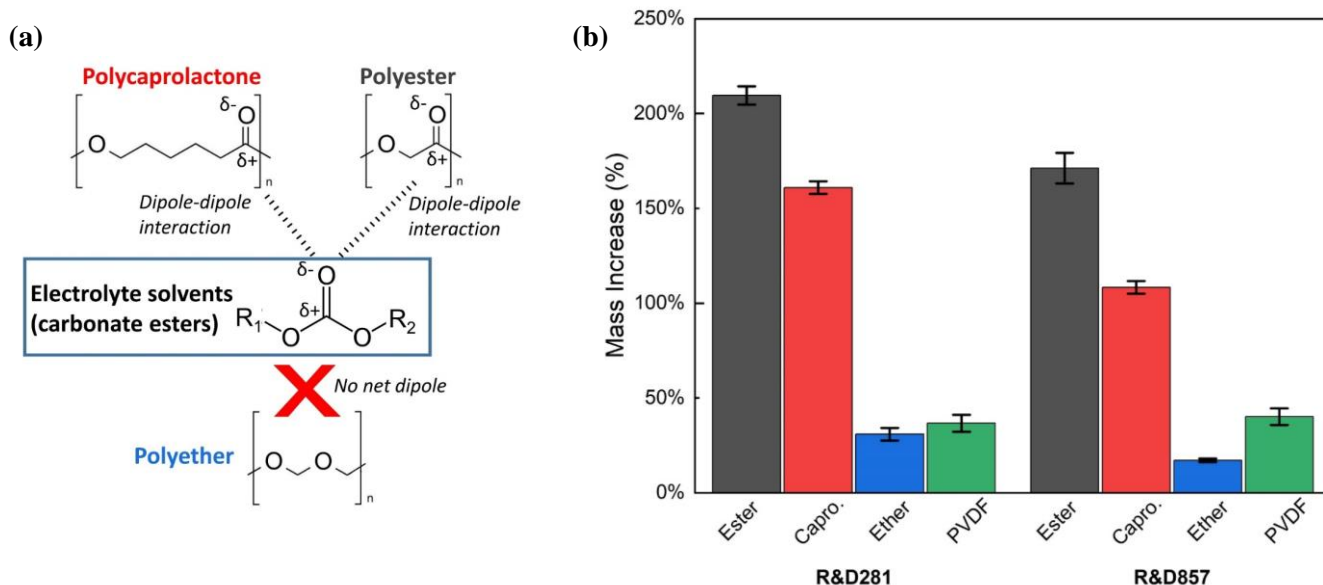 (a)
Polycaprolactone
Polyester
δ-
O
O
δ+
n
δ-
O
O
δ+
n
Dipole-dipole
interaction
Dipole-dipole
interaction
Electrolyte solvents
(carbonate esters)
δ-
O
δ+
R1
O
O
R2
No net dipole
Polyether
O
O
n
(b)
Mass Increase (%)
250%
200%
150%
100%
50%
0%
Ester
Capro.
Ether
PVDF
Ester
Capro.
Ether
PVDF
R&D281
R&D857